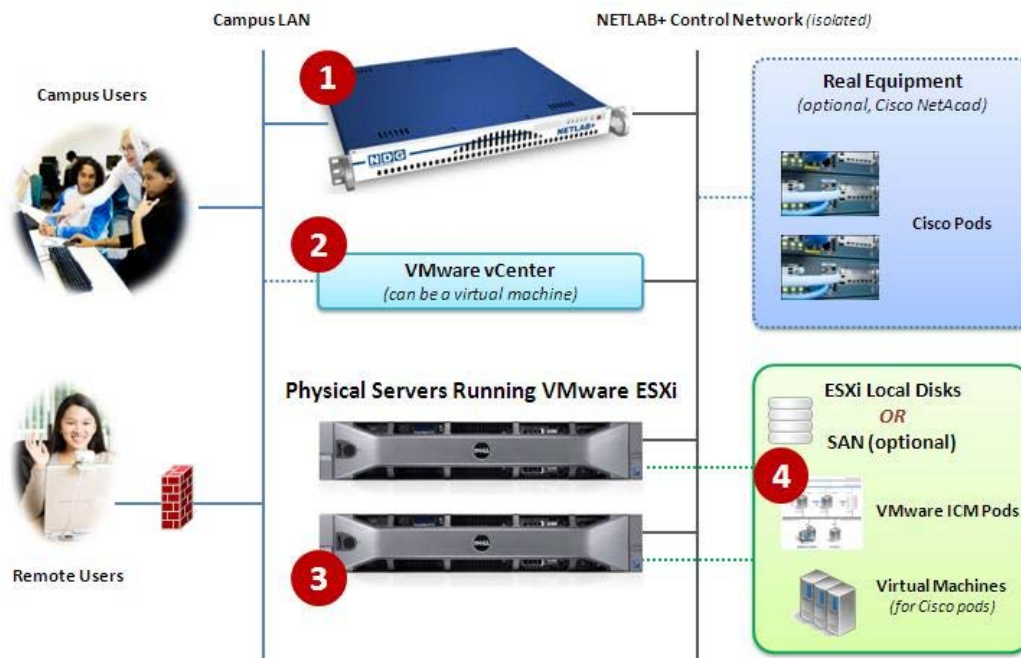 Campus LAN
NETLAB+ Control Network (isolated)
Campus Users
1
NDG
NETLAB+
Real Equipment
(optional, Cisco NetAcad)
Cisco Pods
2
VMware vCenter
(can be a virtual machine)
Physical Servers Running VMware ESXi
DELL
DELL
3
Remote Users
ESXi Local Disks
OR
SAN (optional)
4
VMware ICM Pods
Virtual Machines
(for Cisco pods)